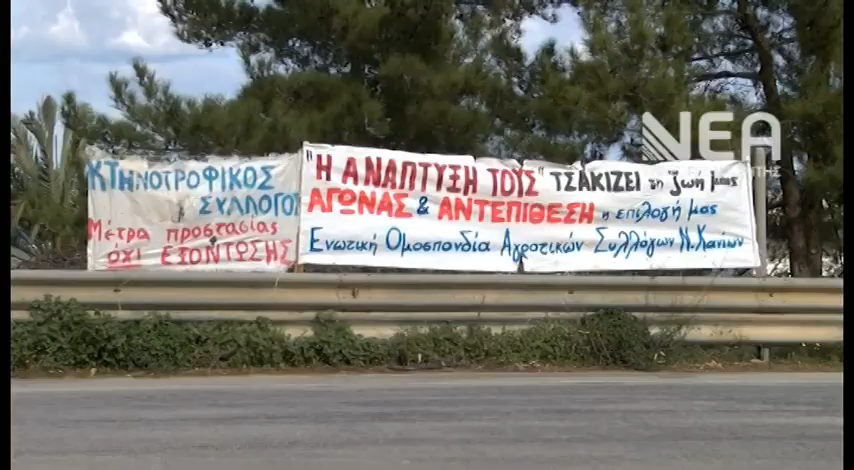 ΝΕΑ
ΚΤΗΝΟΤΡΟΦΙΚΟΣ
ΣΥΛΛΟΓΟΣ
Μέτρα προστασίας
όχι ΕΞΟΝΤΩΣΗΣ
"Η ΑΝΑΠΤΥΞΗ ΤΟΥΣ" ΤΣΑΚΙΖΕΙ τη ζωή μας
ΑΓΩΝΑΣ & ΑΝΤΕΠΙΘΕΣΗ η επιλογή μας
Ενωτική Ομοσπονδία Αγροτικών Συλλόγων Ν. Χανίων